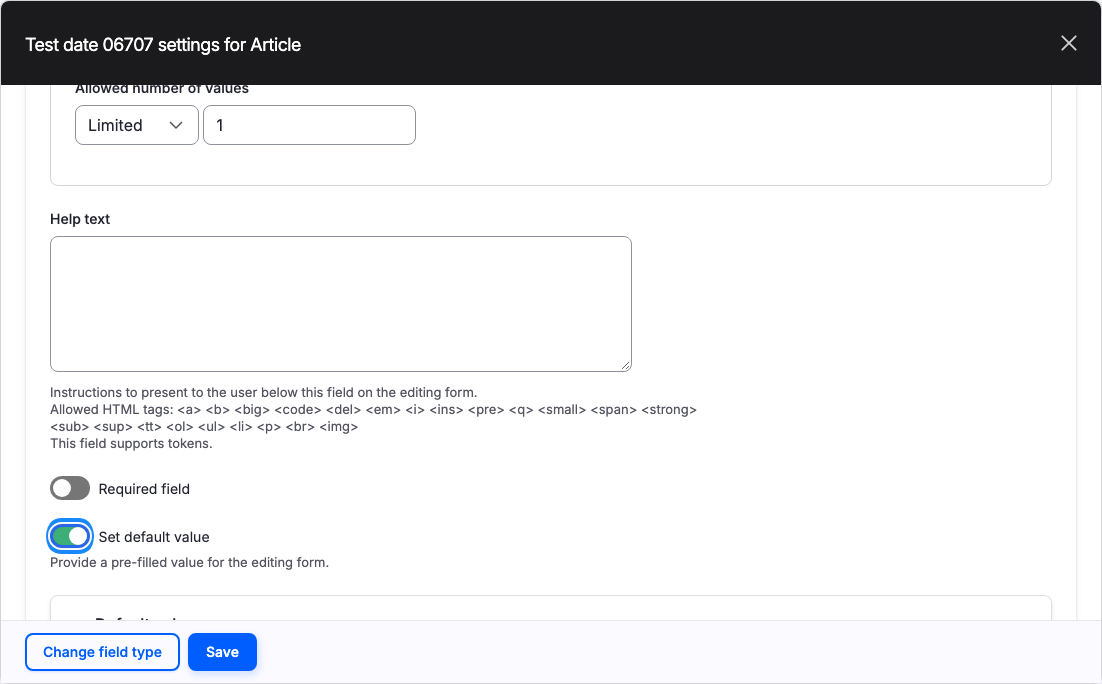 Test date 06707 settings for Article
Allowed number of values
Limited
1
Help text
Instructions to present to the user below this field on the editing form.
Allowed HTML tags: <a> <b> <big> <code> <del> <em> <i> <ins> <pre> <q> <small> <span> <strong>
<sub> <sup> <tt> <ol> <ul> <li> <p> <br> <img>
This field supports tokens.
Required field
Set default value
Provide a pre-filled value for the editing form.
Change field type
Save